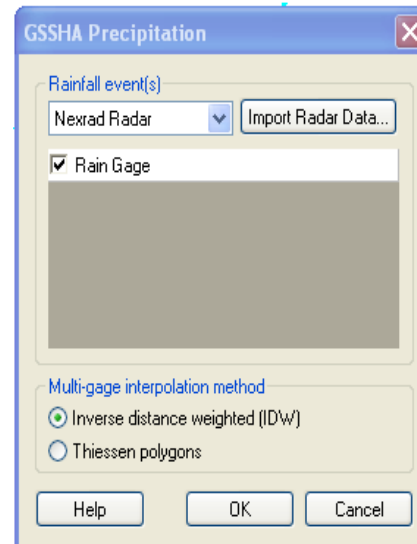 GSSHA Precipitation
Rainfall event(s)
Nexrad Radar
Import Radar Data...
Rain Gage
Multi-gage interpolation method
Inverse distance weighted (IDW)
Thiessen polygons
Help
OK
Cancel